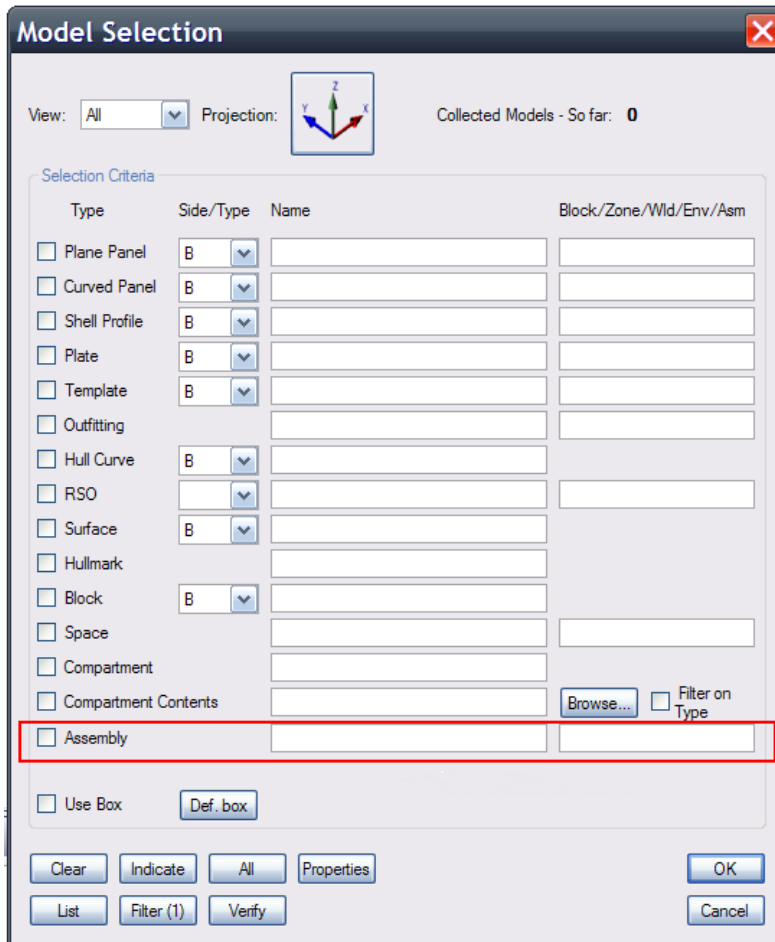 Model Selection
View: All Projection: Z Y X Collected Models - So far: 0
Selection Criteria
Type Side/Type Name Block/Zone/Wld/Env/Asm
Plane Panel B
Curved Panel B
Shell Profile B
Plate B
Template B
Outfitting
Hull Curve B
RSO
Surface B
Hullmark
Block B
Space
Compartment
Compartment Contents Browse... Filter on Type
Assembly
Use Box Def. box
Clear Indicate All Properties OK
List Filter (1) Verify Cancel